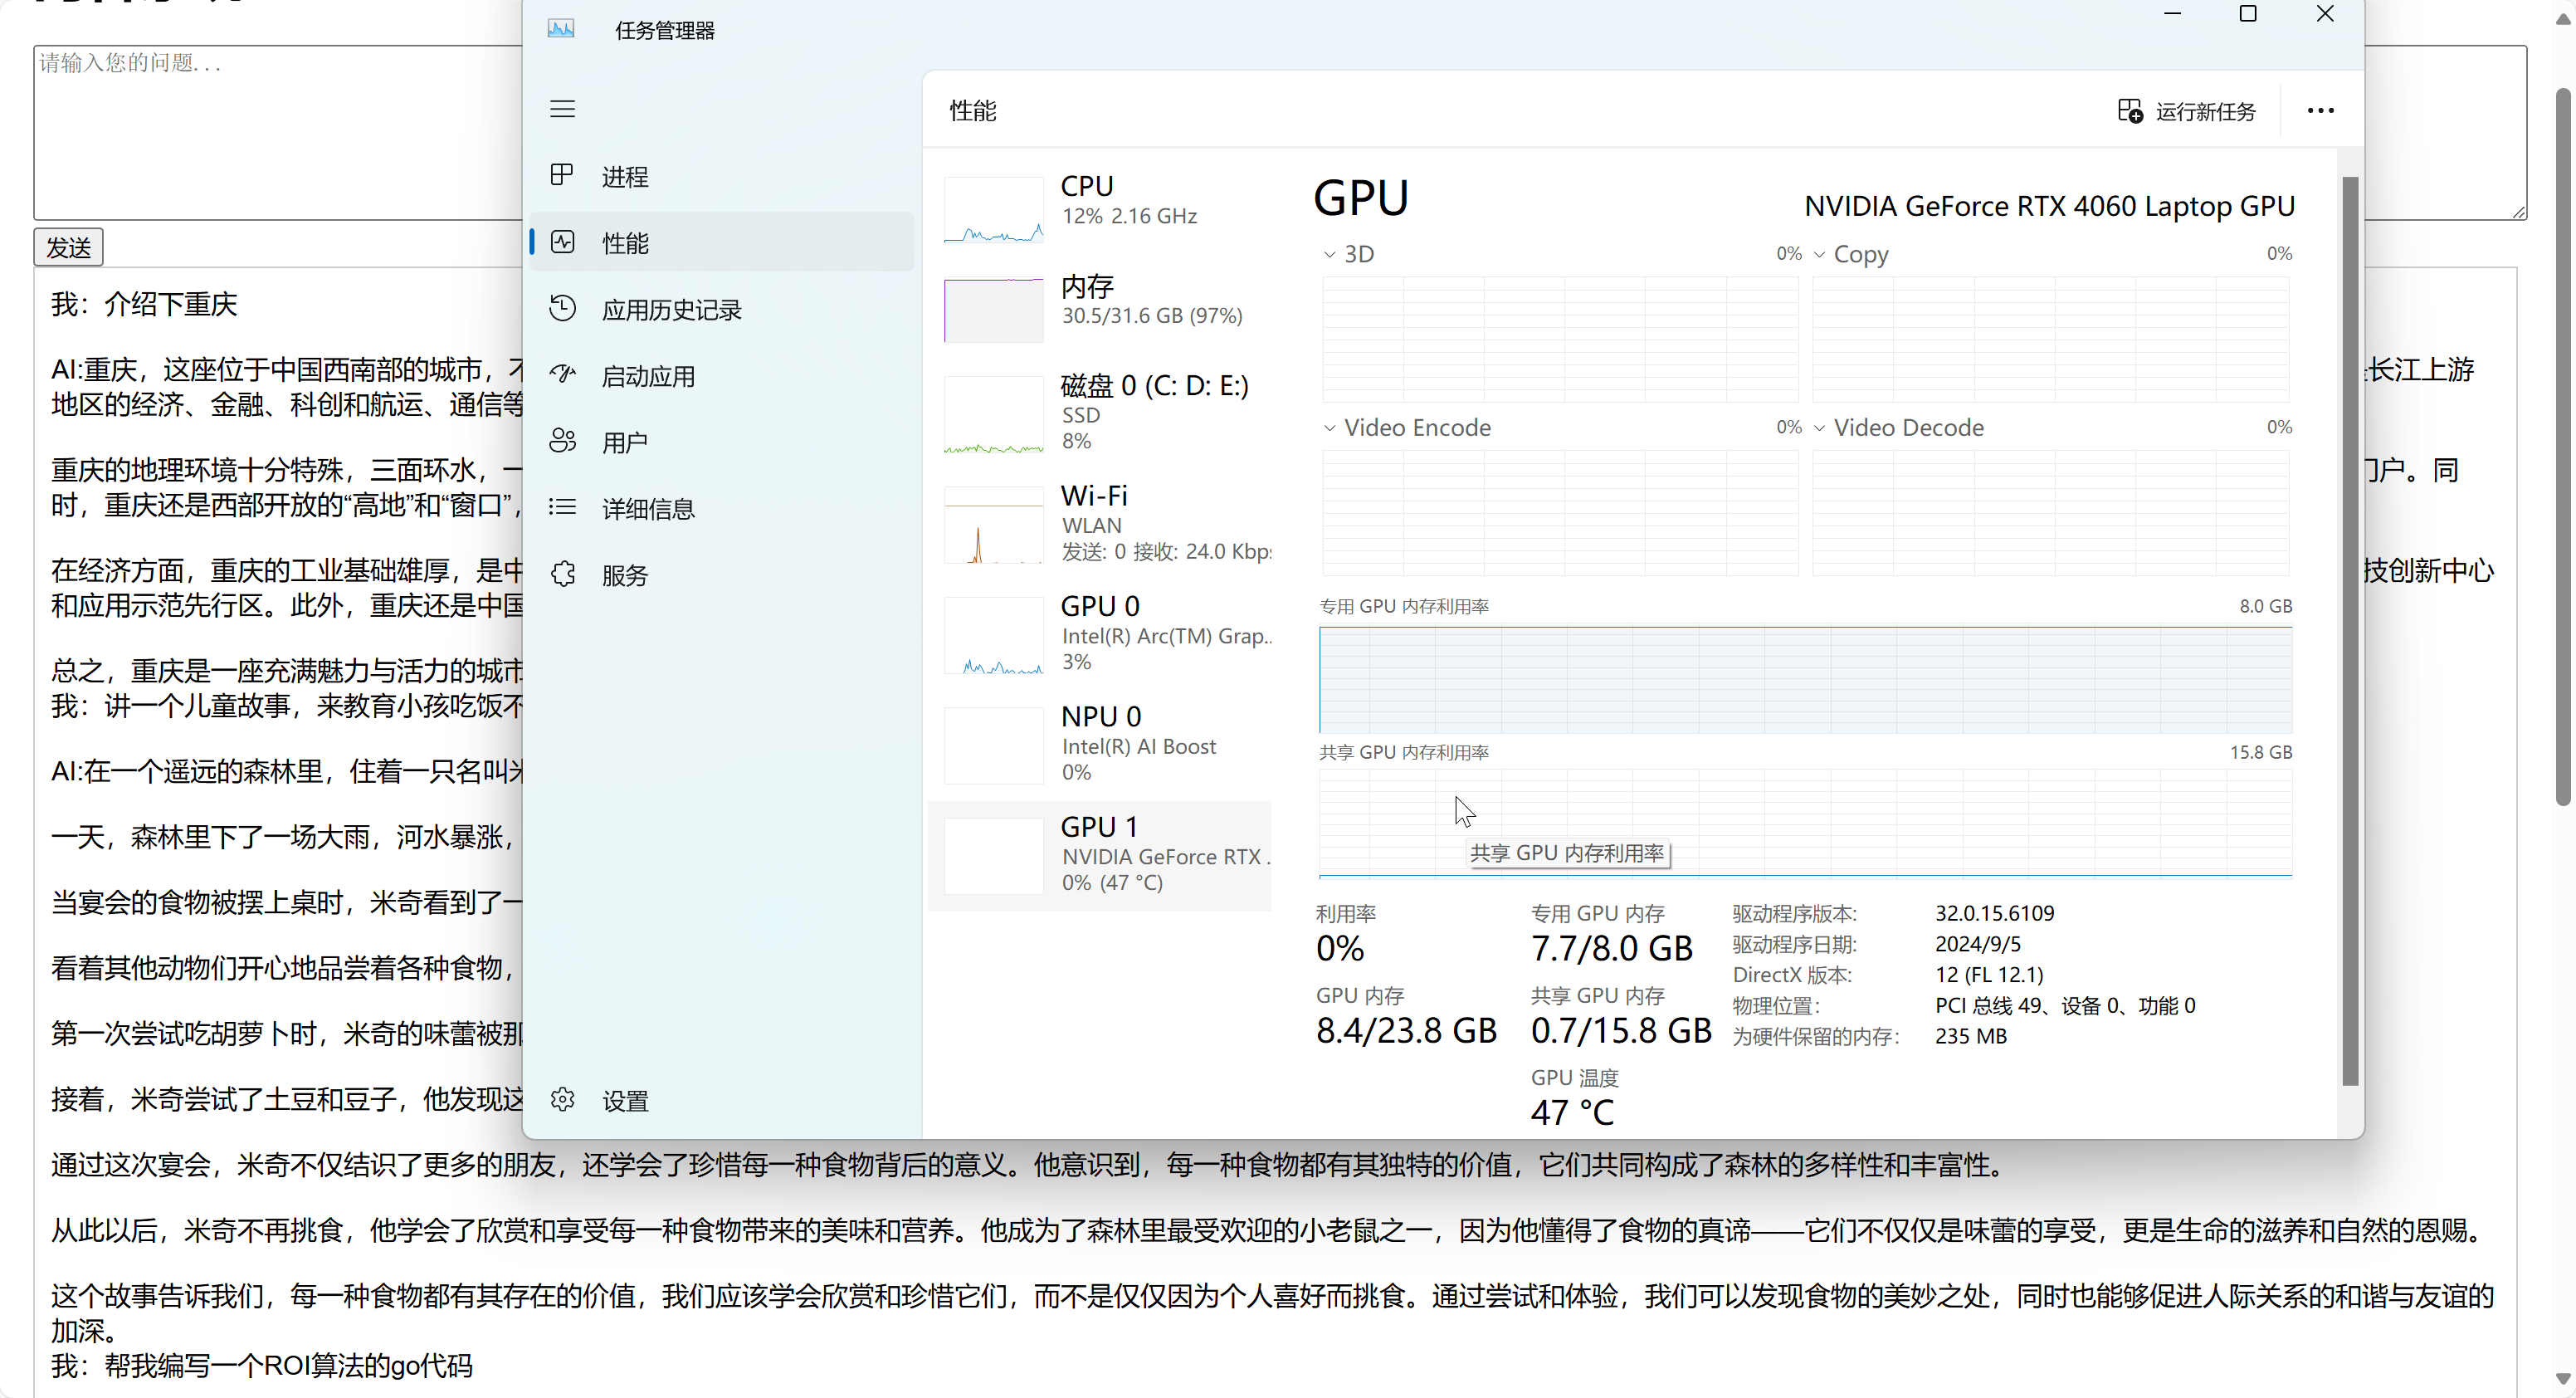 请输入您的问题...
发送
我：介绍下重庆
AI:重庆，这座位于中国西南部的城市，
长江上游
地区的经济、金融、科创和航运、通信等
重庆的地理环境十分特殊，三面环水，一
门户。同
时，重庆还是西部开放的“高地”和“窗口”，
在经济方面，重庆的工业基础雄厚，是中
技创新中心
和应用示范先行区。此外，重庆还是中国
总之，重庆是一座充满魅力与活力的城市
我：讲一个儿童故事，来教育小孩吃饭不
AI:在一个遥远的森林里，住着一只名叫米
一天，森林里下了一场大雨，河水暴涨，
当宴会的食物被摆上桌时，米奇看到了一
看着其他动物们开心地品尝着各种食物，
第一次尝试吃胡萝卜时，米奇的味蕾被那
接着，米奇尝试了土豆和豆子，他发现这
通过这次宴会，米奇不仅结识了更多的朋友，还学会了珍惜每一种食物背后的意义。他意识到，每一种食物都有其独特的价值，它们共同构成了森林的多样性和丰富性。
从此以后，米奇不再挑食，他学会了欣赏和享受每一种食物带来的美味和营养。他成为了森林里最受欢迎的小老鼠之一，因为他懂得了食物的真谛——它们不仅仅是味蕾的享受，更是生命的滋养和自然的恩赐。
这个故事告诉我们，每一种食物都有其存在的价值，我们应该学会欣赏和珍惜它们，而不是仅仅因为个人喜好而挑食。通过尝试和体验，我们可以发现食物的美妙之处，同时也能够促进人际关系的和谐与友谊的
加深。
我：帮我编写一个ROI算法的go代码
任务管理器
进程
性能
应用历史记录
启动应用
用户
详细信息
服务
设置
性能
运行新任务
CPU
12% 2.16 GHz
内存
30.5/31.6 GB (97%)
磁盘 0 (C: D: E:)
SSD
8%
Wi-Fi
WLAN
发送: 0 接收: 24.0 Kbps
GPU 0
Intel(R) Arc(TM) Grap...
3%
NPU 0
Intel(R) AI Boost
0%
GPU 1
NVIDIA GeForce RTX ...
0% (47 °C)
GPU
NVIDIA GeForce RTX 4060 Laptop GPU
3D 0%
Copy 0%
Video Encode 0%
Video Decode 0%
专用 GPU 内存利用率 8.0 GB
共享 GPU 内存利用率 15.8 GB
共享 GPU 内存利用率
利用率
0%
专用 GPU 内存
7.7/8.0 GB
GPU 内存
8.4/23.8 GB
共享 GPU 内存
0.7/15.8 GB
GPU 温度
47 °C
驱动程序版本: 32.0.15.6109
驱动程序日期: 2024/9/5
DirectX 版本: 12 (FL 12.1)
物理位置: PCI 总线 49、设备 0、功能 0
为硬件保留的内存: 235 MB